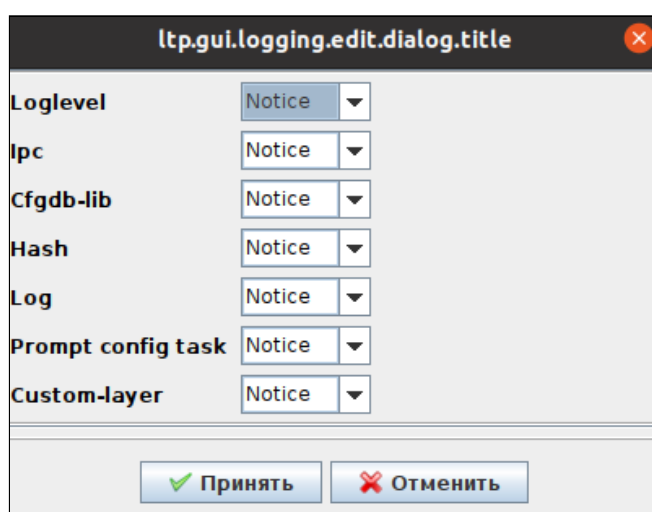 ltp.gui.logging.edit.dialog.title
Loglevel Notice
Ipc Notice
Cfgdb-lib Notice
Hash Notice
Log Notice
Prompt config task Notice
Custom-layer Notice
Принять Отменить